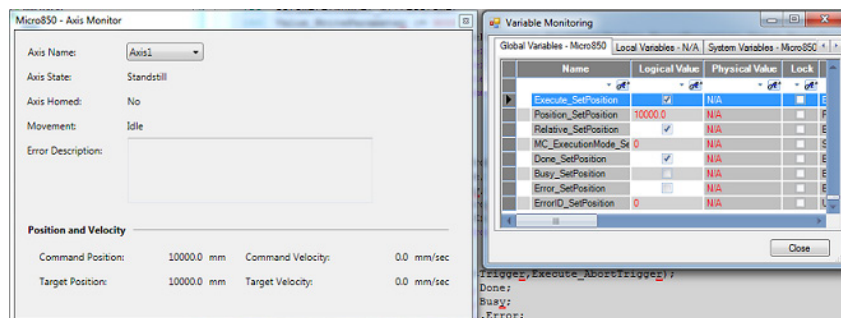 Micro850 - Axis Monitor
Axis Name: Axis1
Axis State: Standstill
Axis Homed: No
Movement: Idle
Error Description:
Position and Velocity
Command Position: 10000.0 mm Command Velocity: 0.0 mm/sec
Target Position: 10000.0 mm Target Velocity: 0.0 mm/sec
Variable Monitoring
Global Variables - Micro850 Local Variables - N/A System Variables - Micro850
Name Logical Value Physical Value Lock
Execute_SetPosition N/A E
Position_SetPosition 10000.0 N/A F
Relative_SetPosition N/A E
MC_ExecutionMode_Se 0 N/A S
Done_SetPosition N/A E
Busy_SetPosition N/A E
Error_SetPosition N/A E
ErrorID_SetPosition 0 N/A U
Close
Trigger,Execute_AbortTrigger);
Done;
Busy;
.Error;